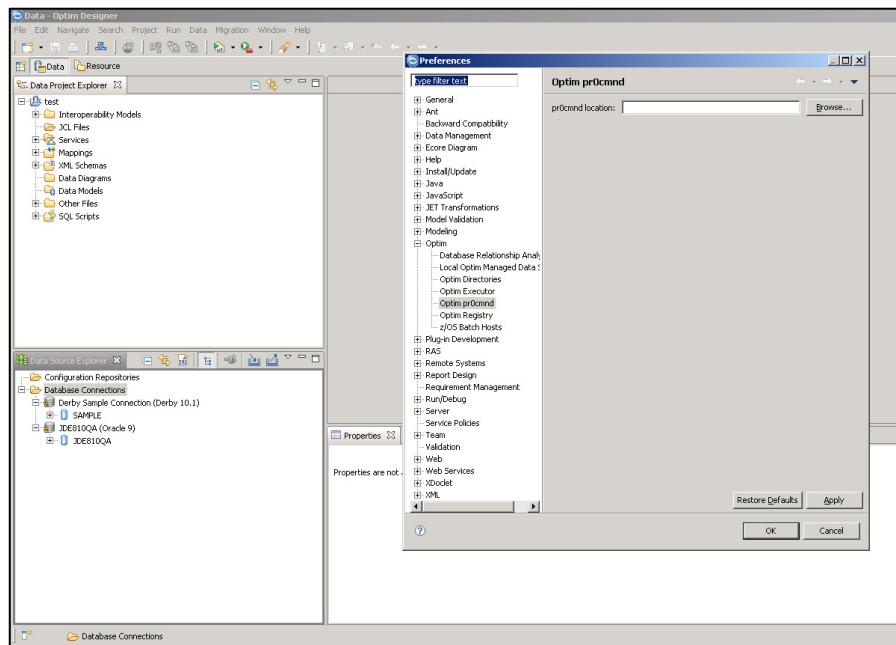 Data - Optim Designer
File Edit Navigate Search Project Run Data Migration Window Help
Data Resource
Data Project Explorer
test
Interoperability Models
JCL Files
Services
Mappings
XML Schemas
Data Diagrams
Data Models
Other Files
SQL Scripts
Data Source Explorer
Configuration Repositories
Database Connections
Derby Sample Connection (Derby 10.1)
SAMPLE
JDE810QA (Oracle 9)
JDE810QA
Properties
Properties are not
Preferences
type filter text
General
Ant
Backward Compatibility
Data Management
Ecore Diagram
Help
Install/Update
Java
JavaScript
JET Transformations
Model Validation
Modeling
Optim
Database Relationship Analy
Local Optim Managed Data S
Optim Directories
Optim Executor
Optim pr0cmnd
Optim Registry
z/OS Batch Hosts
Plug-in Development
RAS
Remote Systems
Report Design
Requirement Management
Run/Debug
Server
Service Policies
Team
Validation
Web
Web Services
XDoclet
XML
Optim pr0cmnd
pr0cmnd location: Browse...
Restore Defaults Apply
OK Cancel
Database Connections